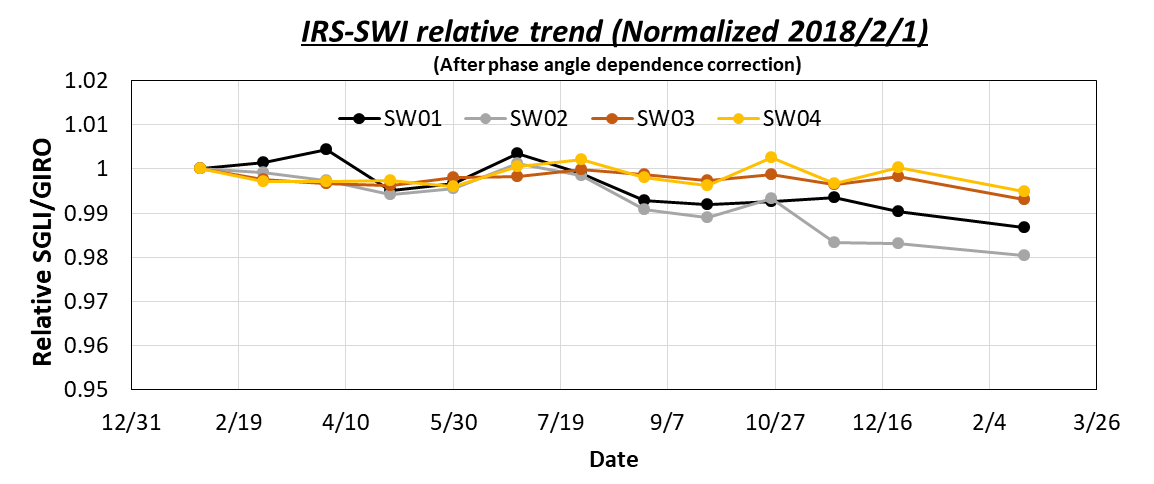 IRS-SWI relative trend (Normalized 2018/2/1)
(After phase angle dependence correction)
Relative SGLI/GIRO
1.02
1.01
1
0.99
0.98
0.97
0.96
0.95
SW01 SW02 SW03 SW04
12/31 2/19 4/10 5/30 7/19 9/7 10/27 12/16 2/4 3/26
Date